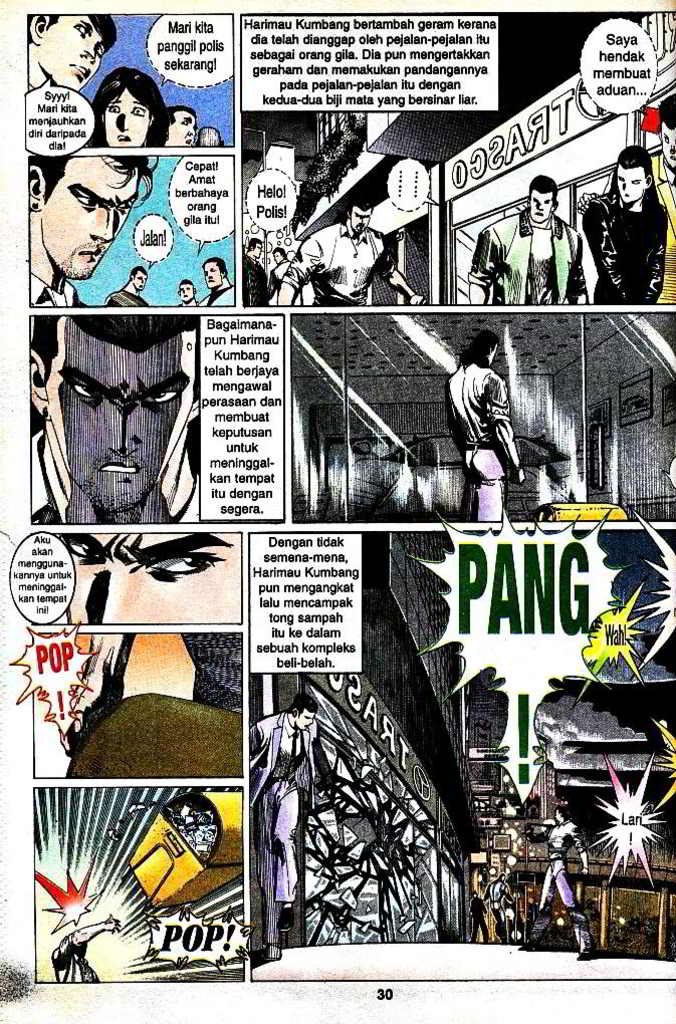 Mari kita
panggil polis
sekarang!
Syyy!
Mari kita
menjauhkan
diri daripada
dia!
Harimau Kumbang bertambah geram kerana
dia telah dianggap oleh pejalan-pejalan itu
sebagai orang gila. Dia pun mengertakkan
geraham dan memakukan pandangannya
pada pejalan-pejalan itu dengan
kedua-dua biji mata yang bersinar liar.
Saya
hendak
membuat
aduan...
TRASCO
Cepat!
Amat
berbahaya
orang
gila itu!
Jalan!
Helo!
Polis!
......
Bagaimana-
pun Harimau
Kumbang
telah berjaya
mengawal
perasaan dan
membuat
keputusan
untuk
meninggal-
kan tempat
itu dengan
segera.
Aku
akan
mengguna-
kannya untuk
meninggal-
kan tempat
ini!
POP
!
POP!
Dengan tidak
semena-mena,
Harimau Kumbang
pun mengangkat
lalu mencampak
tong sampah
itu ke dalam
sebuah kompleks
beli-belah.
PANG
!
Wah!
TRASCO
Lari
!
30